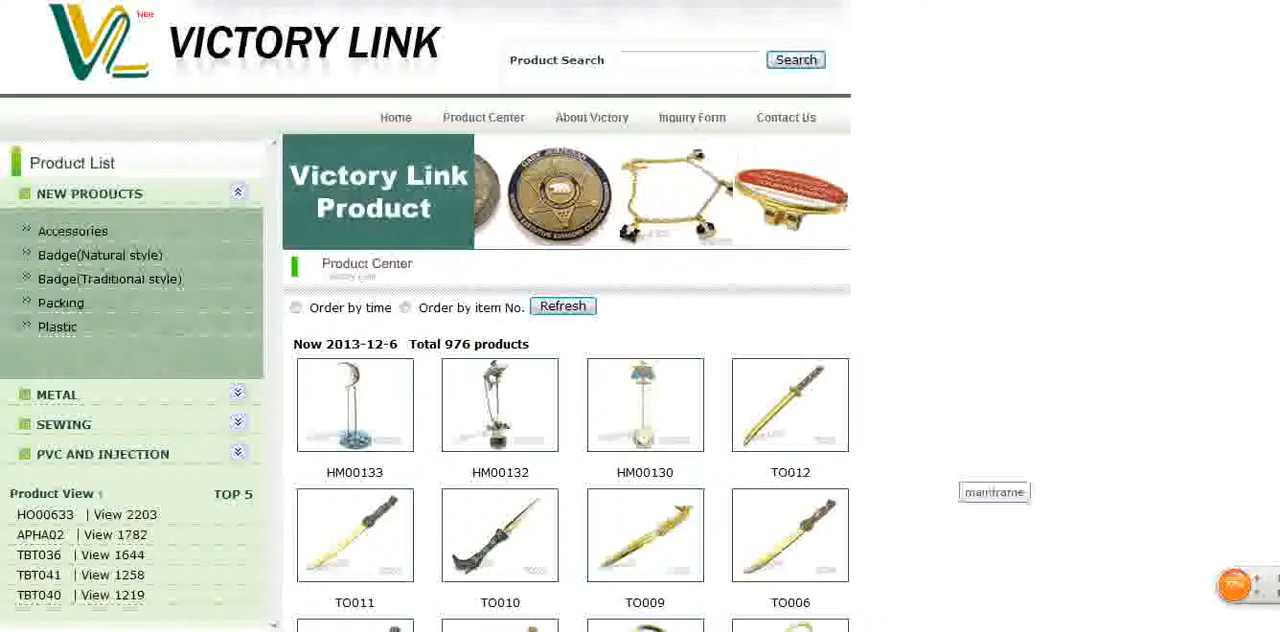 NEW
VICTORY LINK
Product Search
Search
Home
Product Center
About Victory
Inquiry Form
Contact Us
Product List
NEW PRODUCTS
Accessories
Badge(Natural style)
Badge(Traditional style)
Packing
Plastic
METAL
SEWING
PVC AND INJECTION
Product View ↑ TOP 5
HO00633 | View 2203
APHA02 | View 1782
TBT036 | View 1644
TBT041 | View 1258
TBT040 | View 1219
Victory Link
Product
Product Center
Victory Link
Order by time
Order by item No.
Refresh
Now 2013-12-6 Total 976 products
HM00133
HM00132
HM00130
TO012
TO011
TO010
TO009
TO006
mainframe